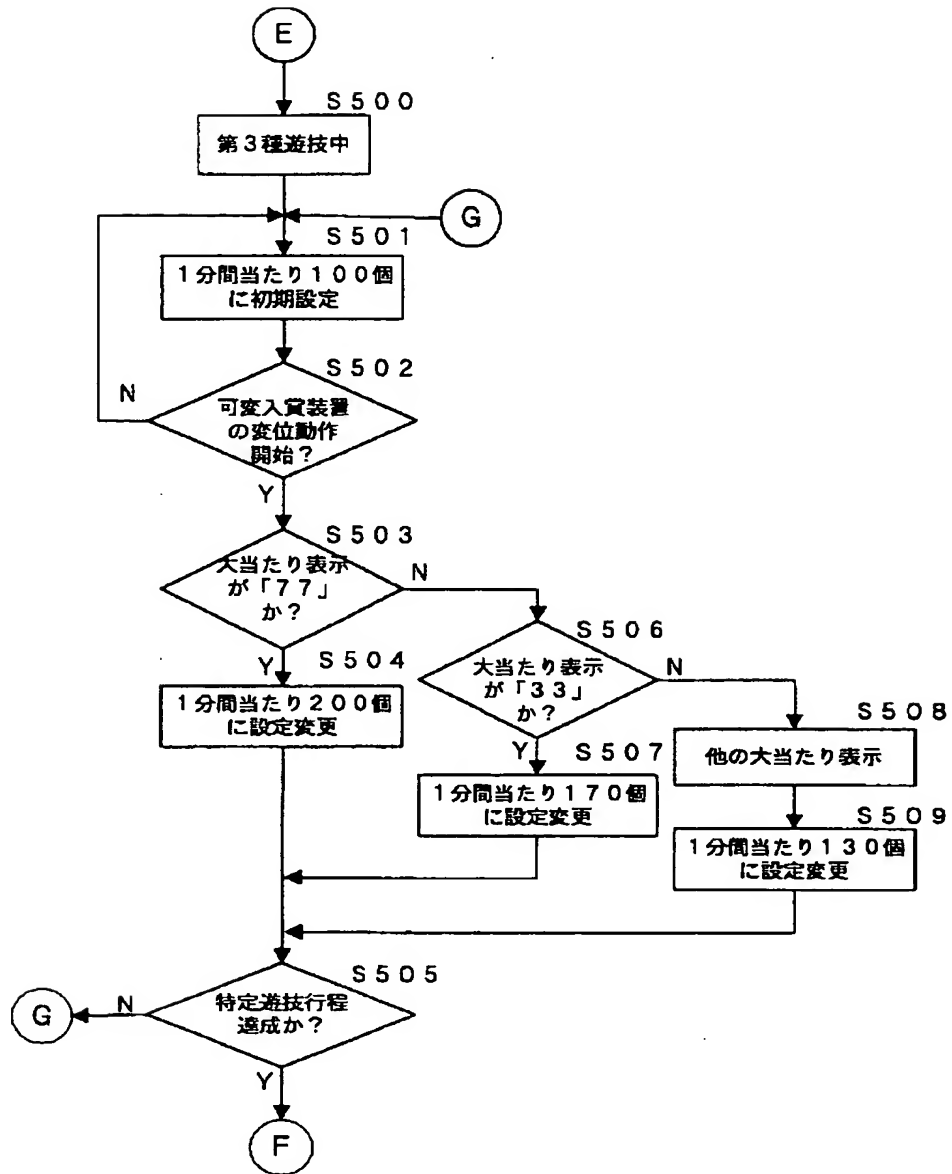 E
S500
第3種遊技中
G
S501
1分間当たり100個
に初期設定
S502
N
可変入賞装置
の変位動作
開始？
Y
S503
大当たり表示
が「77」
か？
N
Y
S504
1分間当たり200個
に設定変更
S506
大当たり表示
が「33」
か？
N
Y
S507
1分間当たり170個
に設定変更
S508
他の大当たり表示
S509
1分間当たり130個
に設定変更
S505
特定遊技行程
達成か？
N
G
Y
F